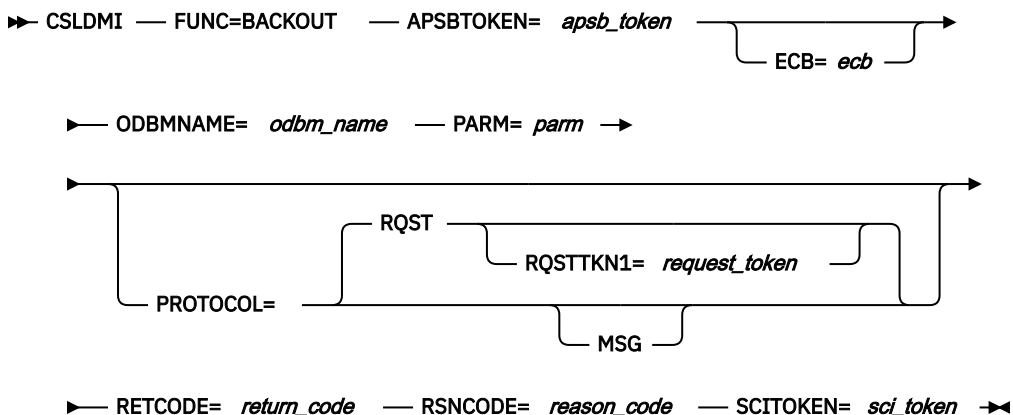 CSLDMI FUNC=BACKOUT APSBTOKEN= apsb_token
ECB= ecb
ODBMNAME= odbm_name PARM= parm
RQST
RQSTTKN1= request_token
PROTOCOL=
MSG
RETCODE= return_code RSNCODE= reason_code SCITOKEN= sci_token